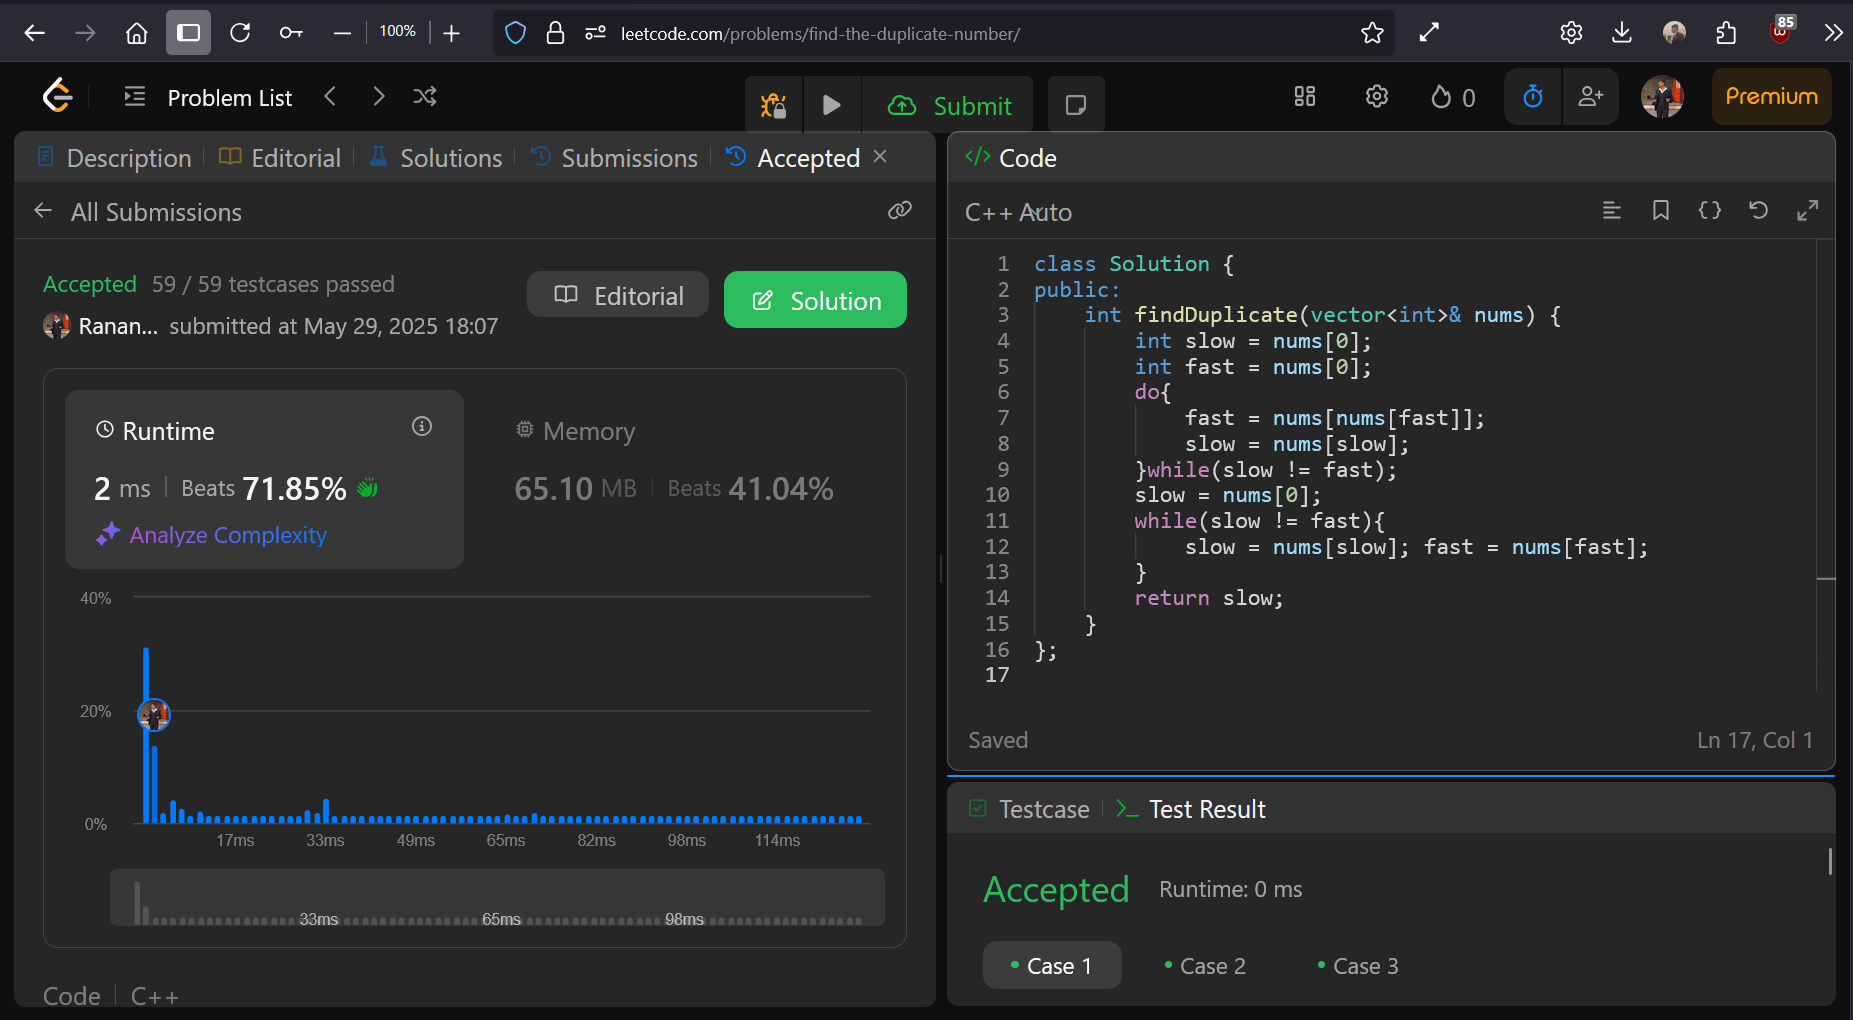 100%
leetcode.com/problems/find-the-duplicate-number/
85
Problem List
Submit
0
Premium
Description
Editorial
Solutions
Submissions
Accepted
All Submissions
Accepted 59 / 59 testcases passed
Ranan... submitted at May 29, 2025 18:07
Editorial
Solution
Runtime
2 ms | Beats 71.85%
Analyze Complexity
Memory
65.10 MB | Beats 41.04%
40%
20%
0%
17ms 33ms 49ms 65ms 82ms 98ms 114ms
33ms 65ms 98ms
Code | C++
</> Code
C++ Auto
1 class Solution {
2 public:
3     int findDuplicate(vector<int>& nums) {
4         int slow = nums[0];
5         int fast = nums[0];
6         do{
7             fast = nums[nums[fast]];
8             slow = nums[slow];
9         }while(slow != fast);
10         slow = nums[0];
11         while(slow != fast){
12             slow = nums[slow]; fast = nums[fast];
13         }
14         return slow;
15     }
16 };
17
Saved
Ln 17, Col 1
Testcase
Test Result
Accepted Runtime: 0 ms
Case 1
Case 2
Case 3